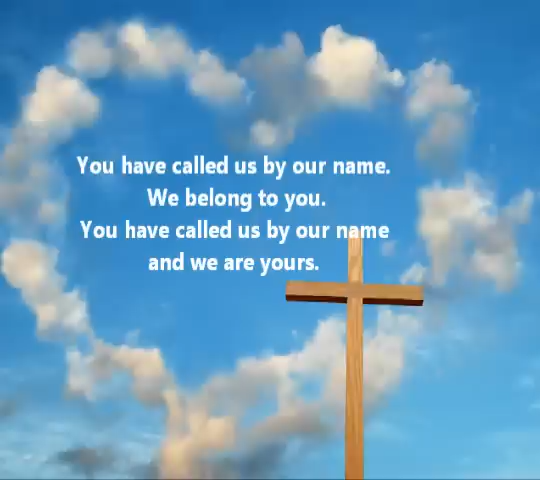 You have called us by our name.
We belong to you.
You have called us by our name
and we are yours.